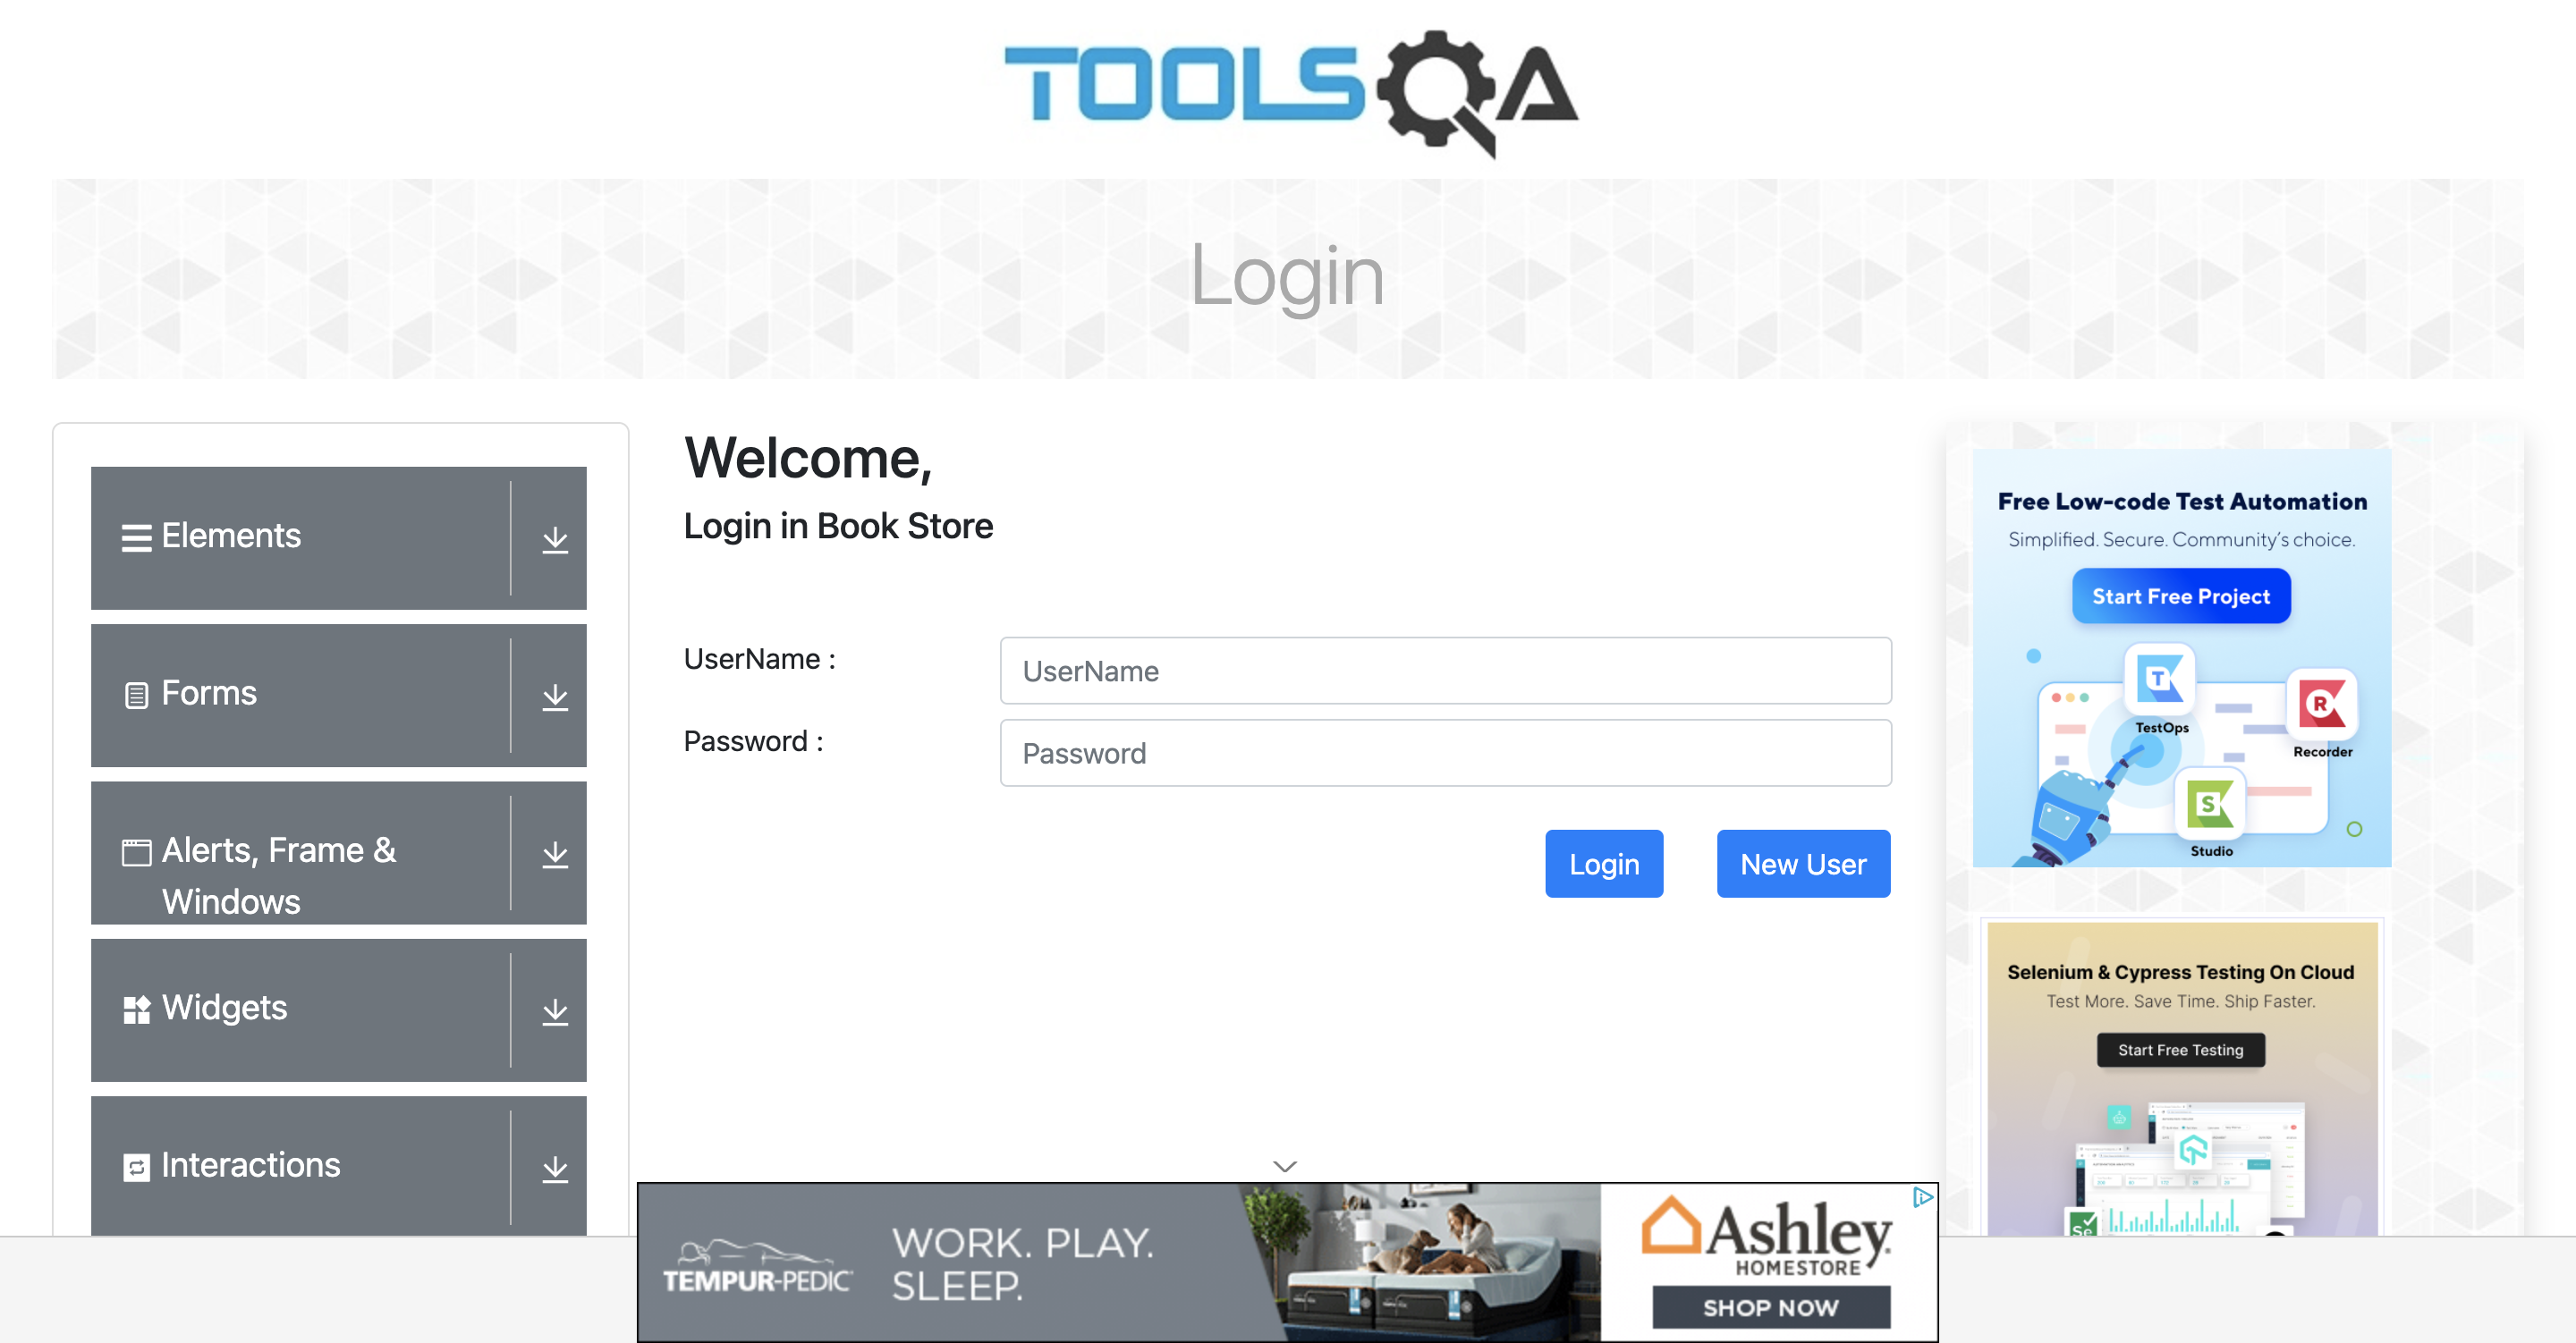 TOOLSQA
Login
Elements
Forms
Alerts, Frame &
Windows
Widgets
Interactions
Welcome,
Login in Book Store
UserName :
UserName
Password :
Password
Login
New User
Free Low-code Test Automation
Simplified. Secure. Community's choice.
Start Free Project
T
TestOps
R
Recorder
S
Studio
Selenium & Cypress Testing On Cloud
Test More. Save Time. Ship Faster.
Start Free Testing
Se
TEMPUR-PEDIC
WORK. PLAY.
SLEEP.
Ashley
HOMESTORE
SHOP NOW